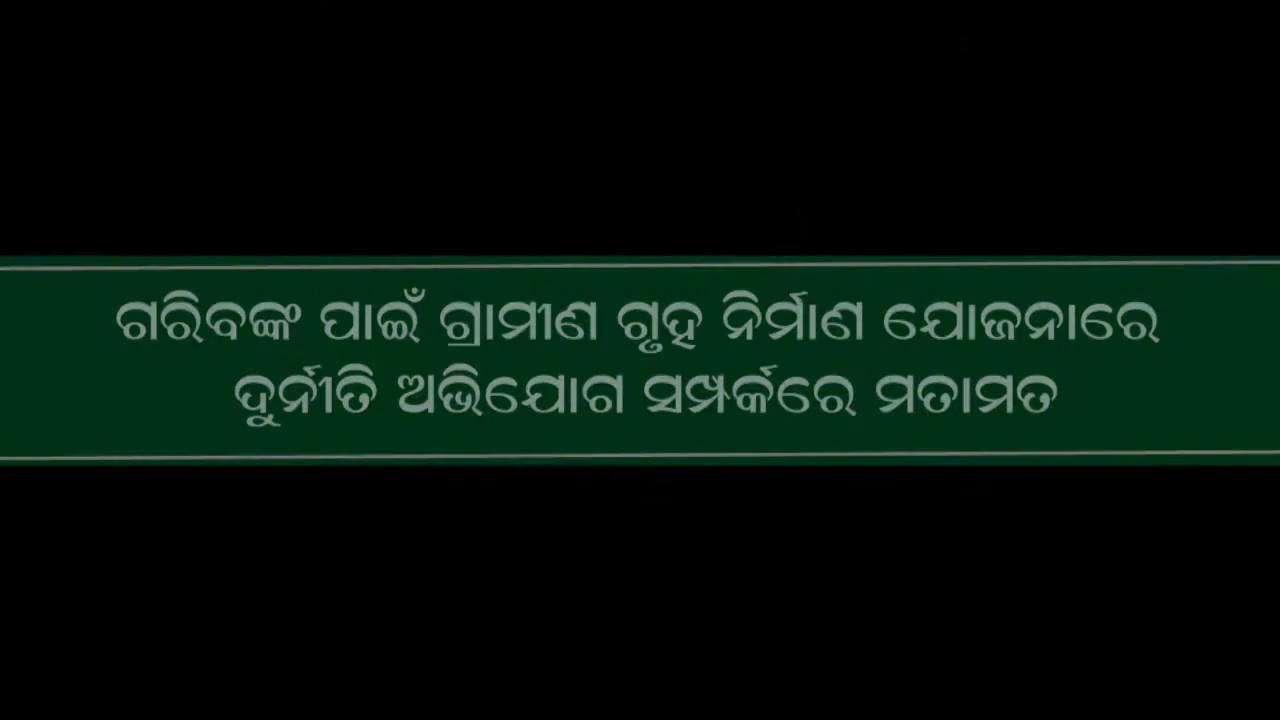 ଗରିବଙ୍କ ପାଇଁ ଗ୍ରାମୀଣ ଗୃହ ନିର୍ମାଣ ଯୋଜନାରେ
ଦୁର୍ନୀତି ଅଭିଯୋଗ ସମ୍ପର୍କରେ ମତାମତ